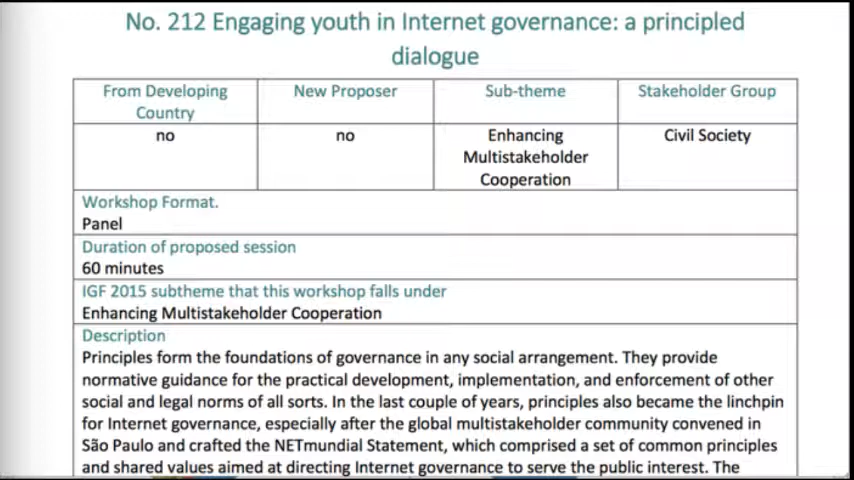 No. 212 Engaging youth in Internet governance: a principled
dialogue
From Developing Country
New Proposer
Sub-theme
Stakeholder Group
no
no
Enhancing Multistakeholder Cooperation
Civil Society
Workshop Format.
Panel
Duration of proposed session
60 minutes
IGF 2015 subtheme that this workshop falls under
Enhancing Multistakeholder Cooperation
Description
Principles form the foundations of governance in any social arrangement. They provide
normative guidance for the practical development, implementation, and enforcement of other
social and legal norms of all sorts. In the last couple of years, principles also became the linchpin
for Internet governance, especially after the global multistakeholder community convened in
São Paulo and crafted the NETmundial Statement, which comprised a set of common principles
and shared values aimed at directing Internet governance to serve the public interest. The